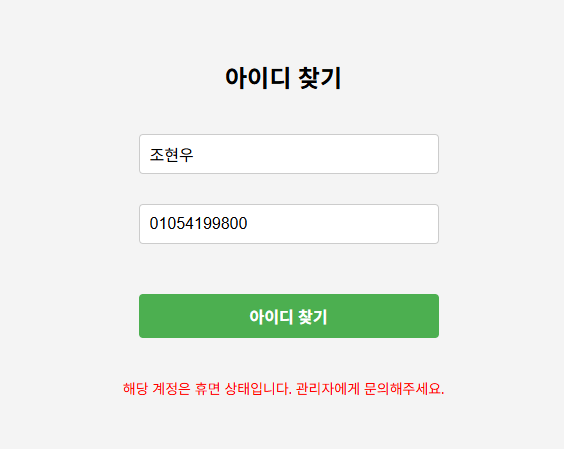 아이디 찾기
조현우
01054199800
아이디 찾기
해당 계정은 휴면 상태입니다. 관리자에게 문의해주세요.